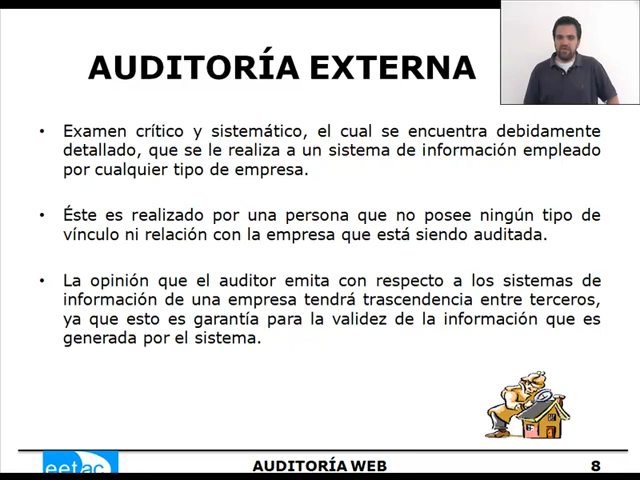 AUDITORÍA EXTERNA
• Examen crítico y sistemático, el cual se encuentra debidamente
detallado, que se le realiza a un sistema de información empleado
por cualquier tipo de empresa.
• Éste es realizado por una persona que no posee ningún tipo de
vínculo ni relación con la empresa que está siendo auditada.
• La opinión que el auditor emita con respecto a los sistemas de
información de una empresa tendrá trascendencia entre terceros,
ya que esto es garantía para la validez de la información que es
generada por el sistema.
eetac
AUDITORÍA WEB
8